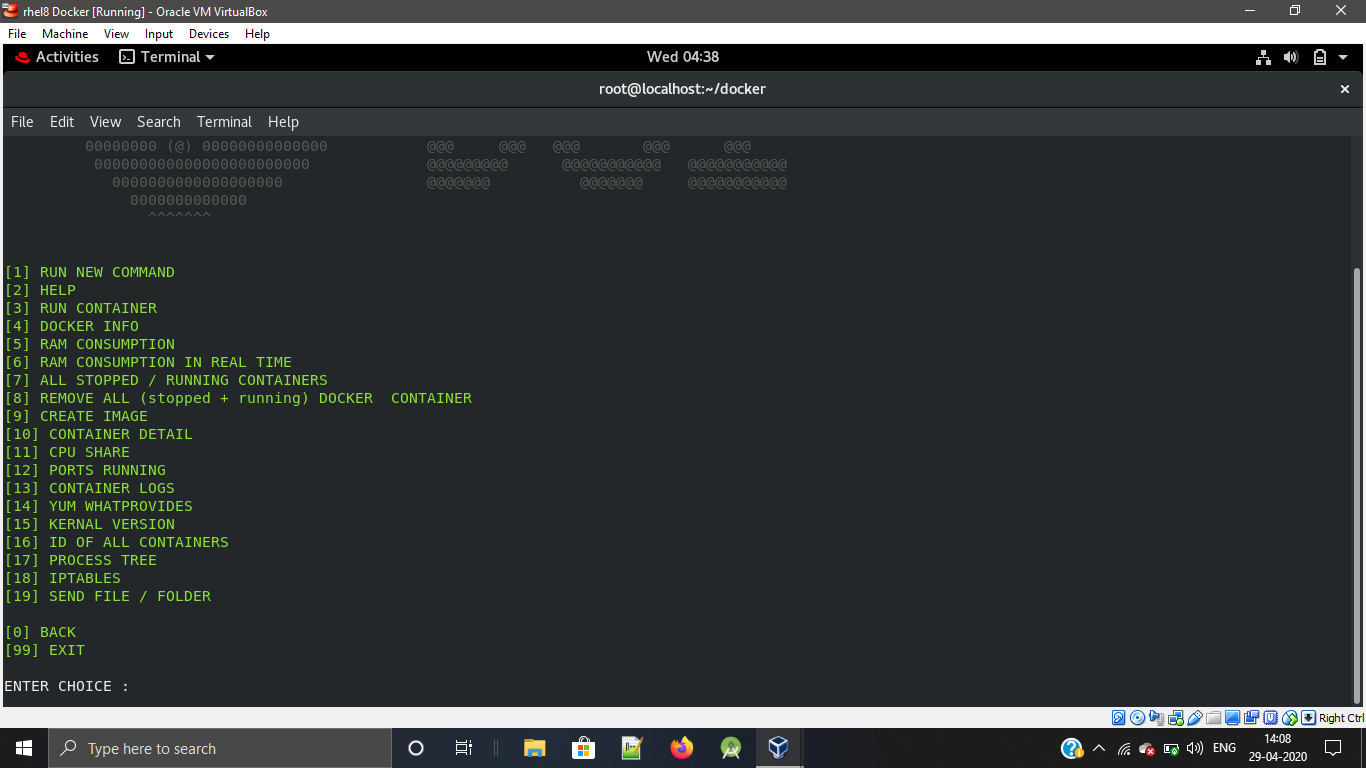 rhel8 Docker [Running] - Oracle VM VirtualBox
File Machine View Input Devices Help
Activities Terminal Wed 04:38
root@localhost:~/docker
File Edit View Search Terminal Help
00000000 (@) 00000000000000 @@@ @@@ @@@ @@@ @@@
000000000000000000000000 @@@@@@@@@ @@@@@@@@@@@ @@@@@@@@@@@
0000000000000000000 @@@@@@@ @@@@@@@ @@@@@@@@@@@
0000000000000
^^^^^^^
[1] RUN NEW COMMAND
[2] HELP
[3] RUN CONTAINER
[4] DOCKER INFO
[5] RAM CONSUMPTION
[6] RAM CONSUMPTION IN REAL TIME
[7] ALL STOPPED / RUNNING CONTAINERS
[8] REMOVE ALL (stopped + running) DOCKER  CONTAINER
[9] CREATE IMAGE
[10] CONTAINER DETAIL
[11] CPU SHARE
[12] PORTS RUNNING
[13] CONTAINER LOGS
[14] YUM WHATPROVIDES
[15] KERNAL VERSION
[16] ID OF ALL CONTAINERS
[17] PROCESS TREE
[18] IPTABLES
[19] SEND FILE / FOLDER
[0] BACK
[99] EXIT
ENTER CHOICE :
Right Ctrl
Type here to search
ENG
14:08
29-04-2020